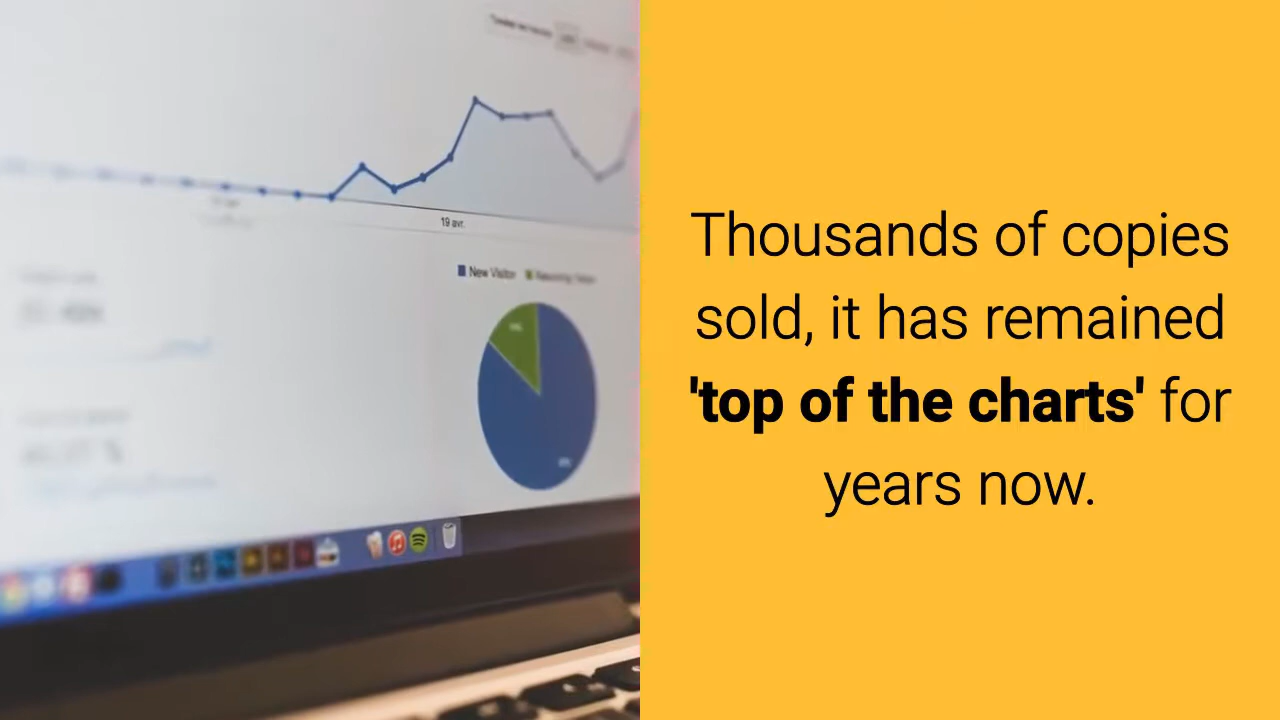 19 avr.
New Visitor
Thousands of copies
sold, it has remained
'top of the charts' for
years now.